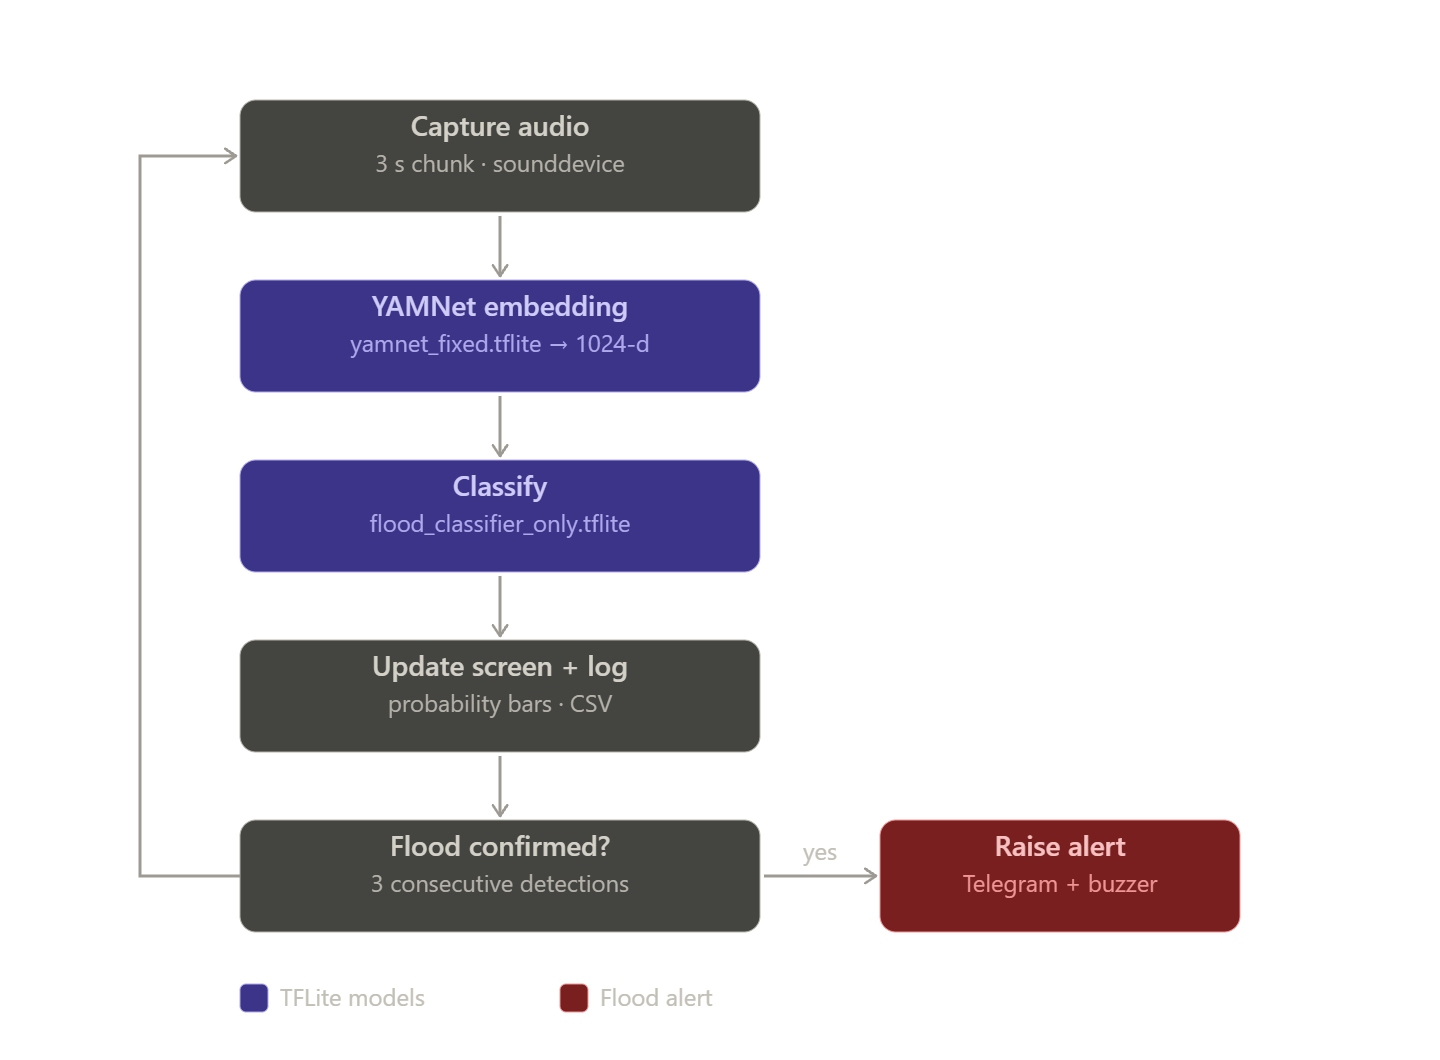 Capture audio
3 s chunk · sounddevice
YAMNet embedding
yamnet_fixed.tflite → 1024-d
Classify
flood_classifier_only.tflite
Update screen + log
probability bars · CSV
Flood confirmed?
3 consecutive detections
yes
Raise alert
Telegram + buzzer
TFLite models
Flood alert